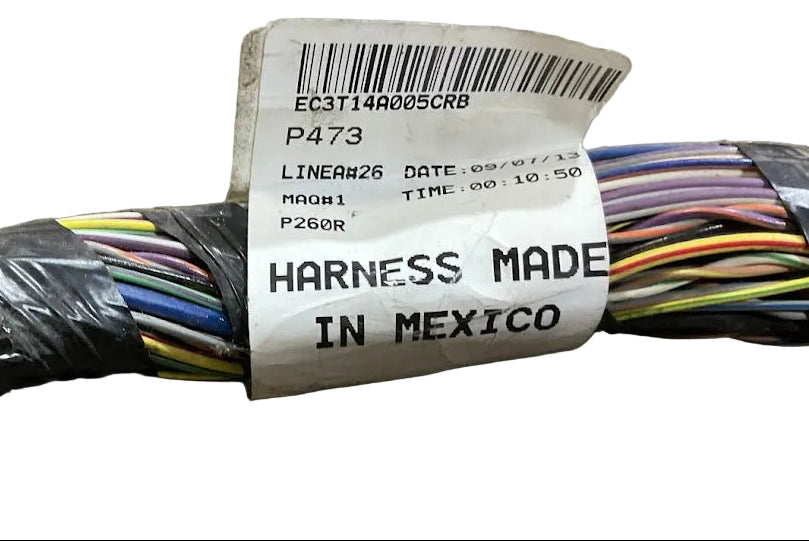 EC3T14A005CRB
P473
LINEA#26 DATE:09/07/13
MAQ#1 TIME:00:10:50
P260R
HARNESS MADE
IN MEXICO